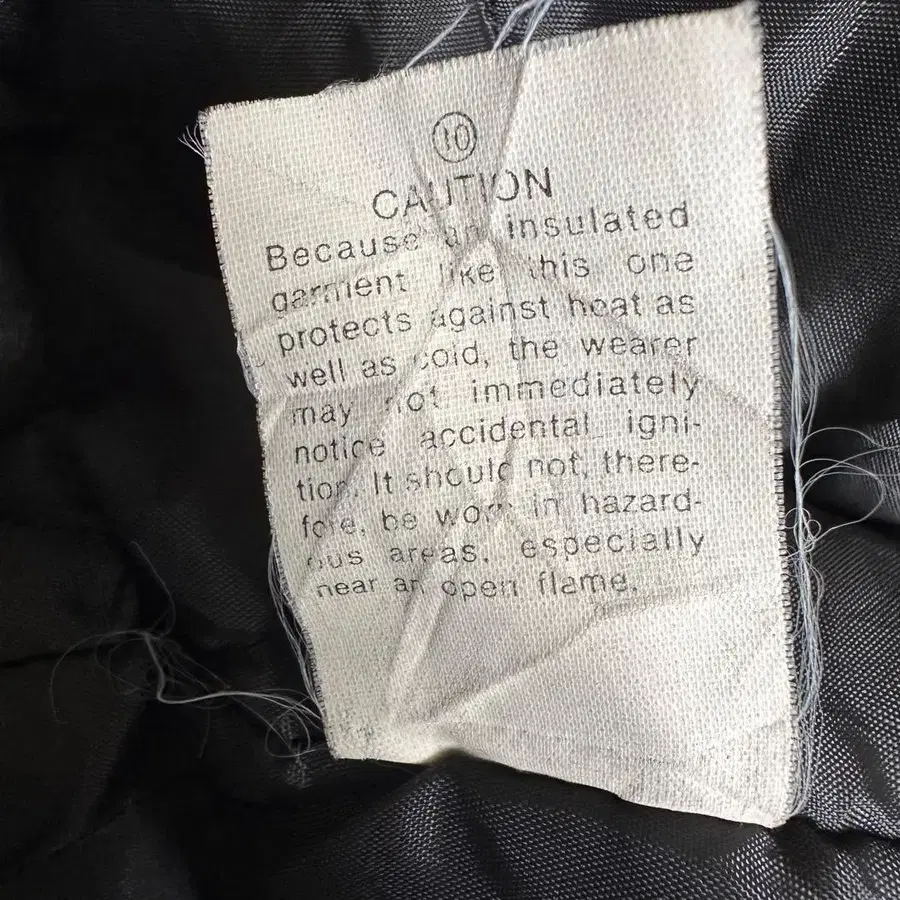 10
CAUTION
Because an insulated
garment like this one
protects against heat as
well as cold, the wearer
may not immediately
notice accidental igni-
tion. It should not, there-
fore, be worn in hazard-
ous areas, especially
near an open flame.